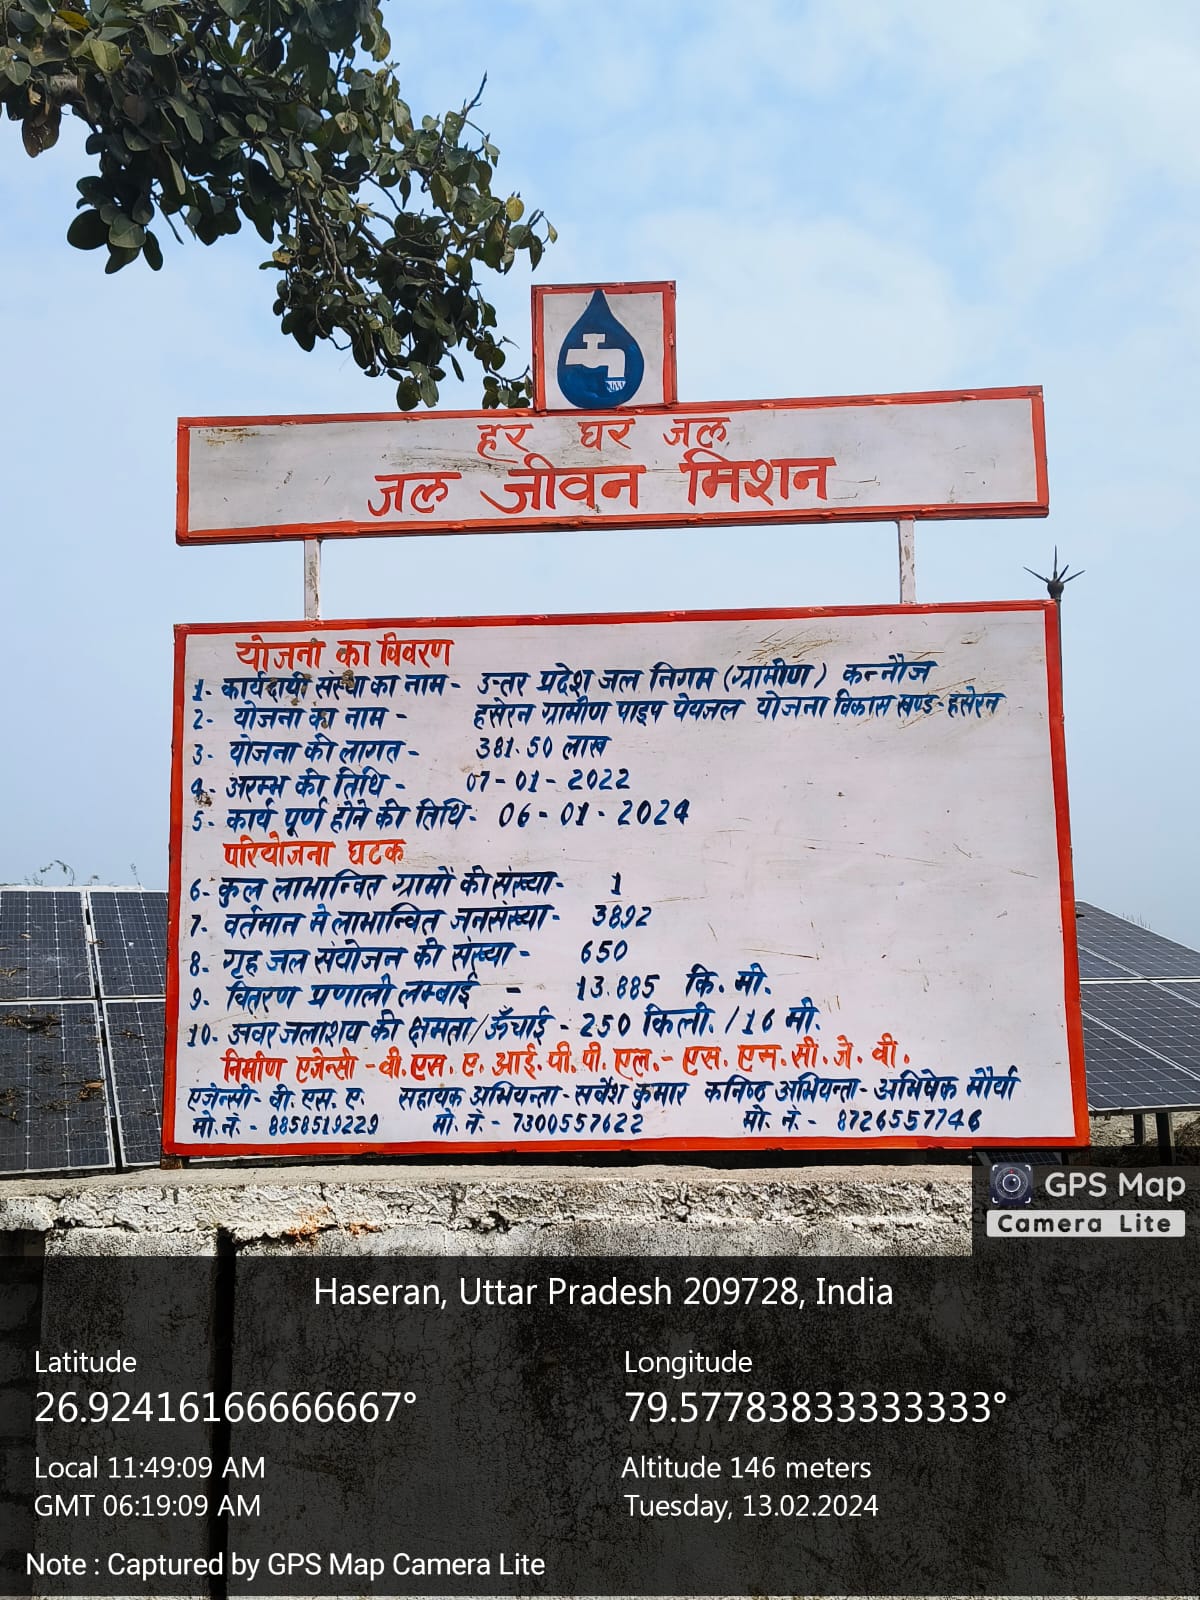 हर घर जल
जल जीवन मिशन
योजना का विवरण
1- कार्यदायी संस्था का नाम - उत्तर प्रदेश जल निगम (ग्रामीण) कन्नौज
2- योजना का नाम - हसेरन ग्रामीण पाइप पेयजल योजना विकास खण्ड - हसेरन
3- योजना की लागत - 381.50 लाख
4- अरम्भ की तिथि - 07-01-2022
5- कार्य पूर्ण होने की तिथि - 06-01-2024
परियोजना घटक
6- कुल लाभान्वित ग्रामों की संख्या - 1
7- वर्तमान मे लाभान्वित जनसंख्या - 3892
8- गृह जल संयोजन की संख्या - 650
9- वितरण प्रणाली लम्बाई - 13.885 कि. मी.
10- अवर जलाशय की क्षमता/ऊँचाई - 250 किली. /16 मी.
निर्माण एजेन्सी - वी. एस. ए. आई. पी. पी. एल. - एस. एम. सी. जे. वी.
एजेन्सी - वी. एस. ए. सहायक अभियन्ता - सर्वेश कुमार कनिष्ठ अभियन्ता - अभिषेक मौर्या
मो. नं. - 8858519229 मो. नं. - 7300557622 मो. नं. - 8726557746
GPS Map
Camera Lite
Haseran, Uttar Pradesh 209728, India
Latitude Longitude
26.92416166666667° 79.57783833333333°
Local 11:49:09 AM Altitude 146 meters
GMT 06:19:09 AM Tuesday, 13.02.2024
Note : Captured by GPS Map Camera Lite